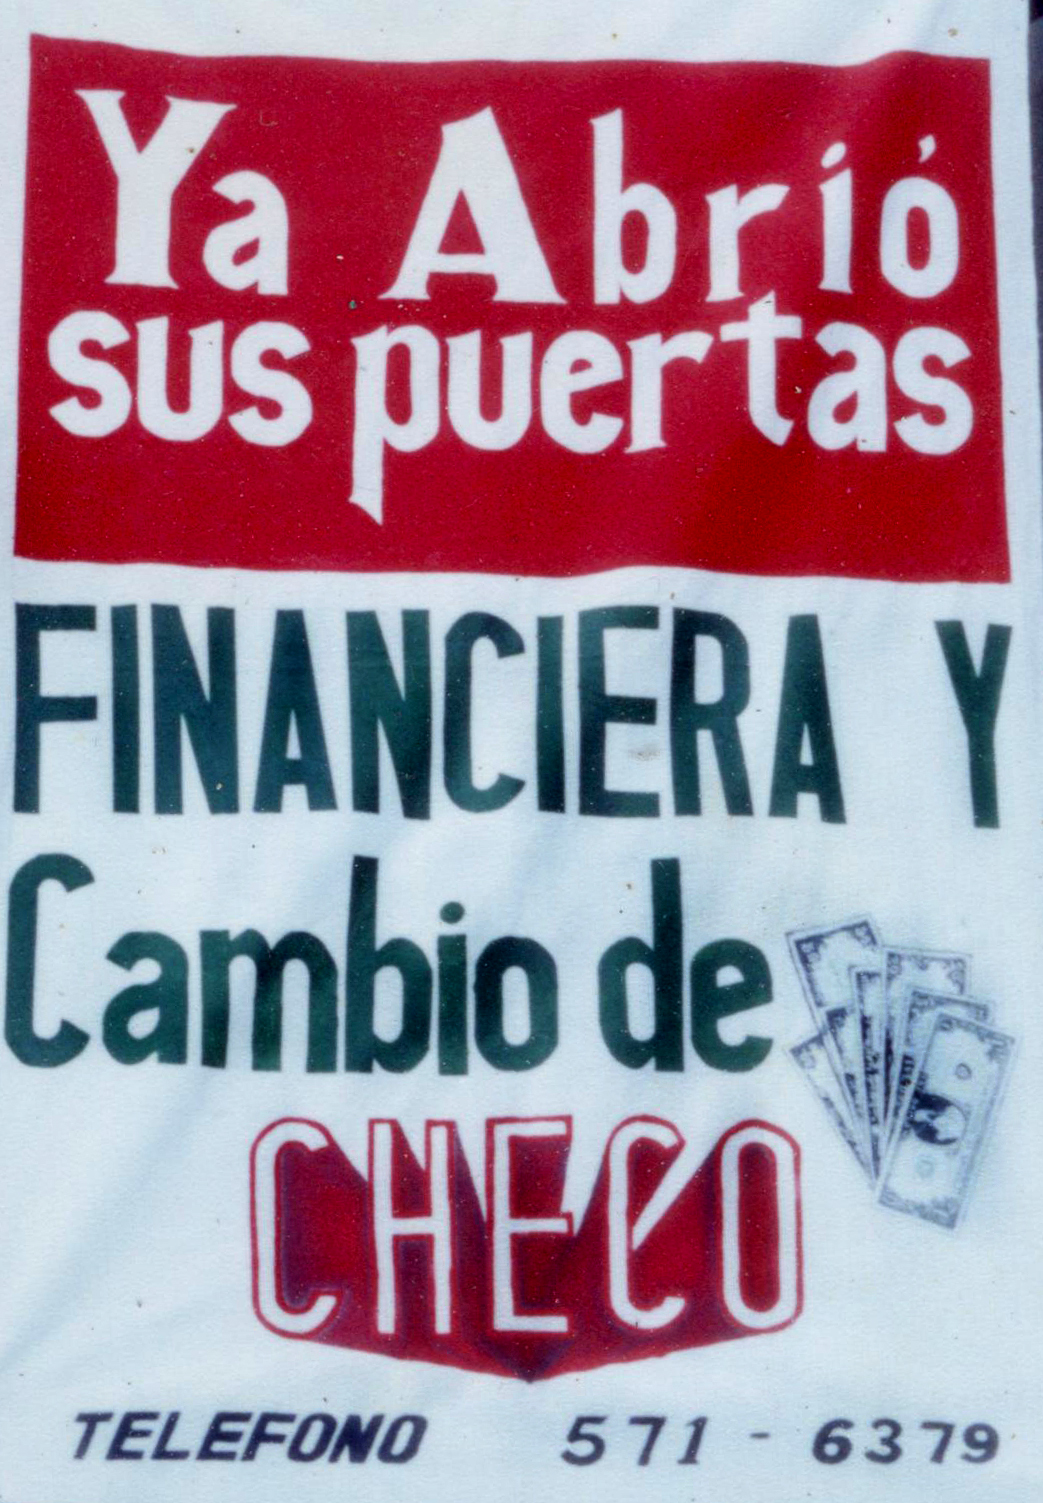 Ya Abrió
sus puertas
FINANCIERA Y
Cambio de
CHECO
TELEFONO 571-6379